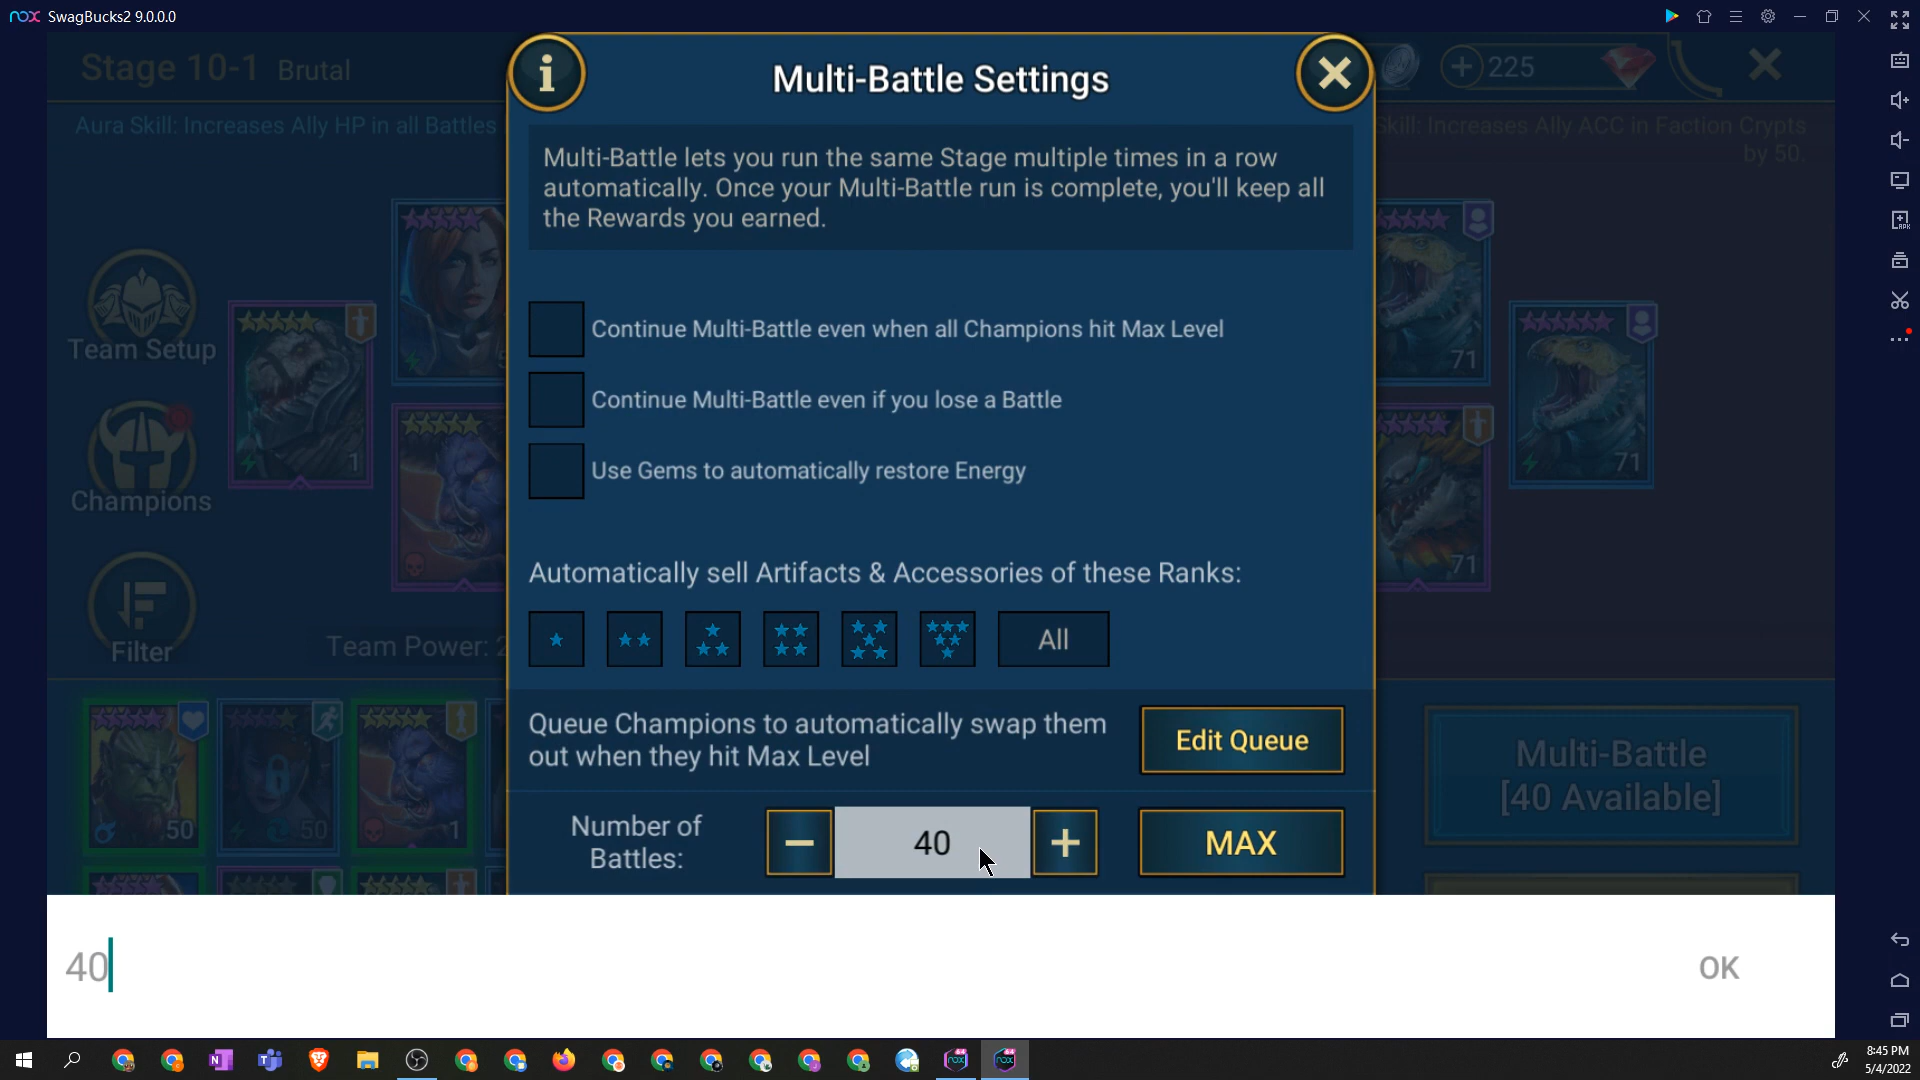 nox SwagBucks2 9.0.0.0
Stage 10-1 Brutal
Multi-Battle Settings
225
Aura Skill: Increases Ally HP in all Battles
Skill: Increases Ally ACC in Faction Crypts
by 50.
Multi-Battle lets you run the same Stage multiple times in a row
automatically. Once your Multi-Battle run is complete, you'll keep all
the Rewards you earned.
Team Setup
Champions
Filter
1
71
71
71
Continue Multi-Battle even when all Champions hit Max Level
Continue Multi-Battle even if you lose a Battle
Use Gems to automatically restore Energy
Automatically sell Artifacts & Accessories of these Ranks:
All
Team Power: 2
Queue Champions to automatically swap them
out when they hit Max Level
Edit Queue
Multi-Battle
[40 Available]
50
50
1
Number of
Battles:
40
MAX
40
OK
8:45 PM
5/4/2022